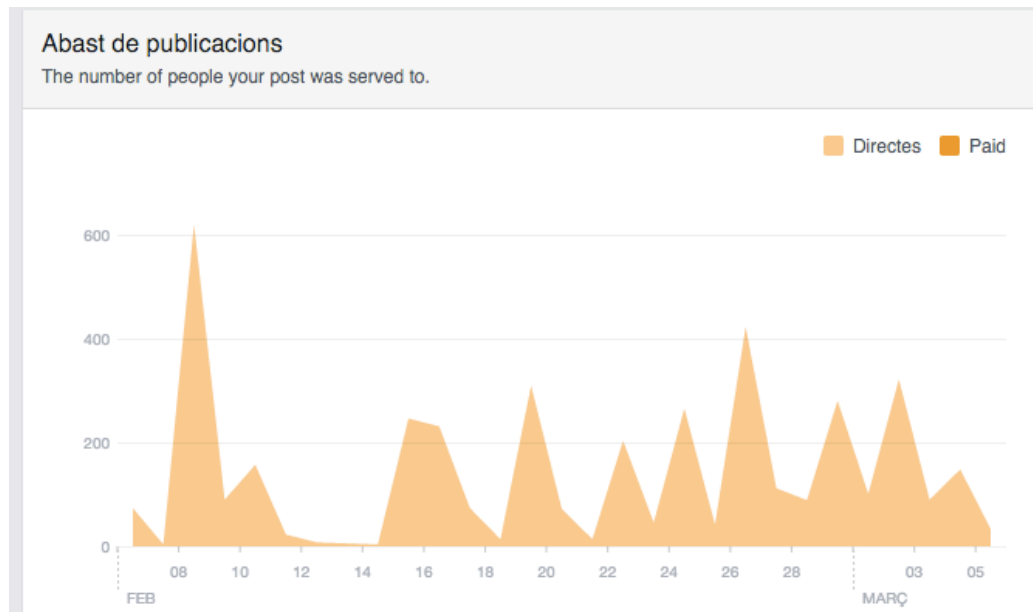 Abast de publicacions
The number of people your post was served to.
Directes Paid
600
400
200
0
08 10 12 14 16 18 20 22 24 26 28 03 05
FEB MARÇ